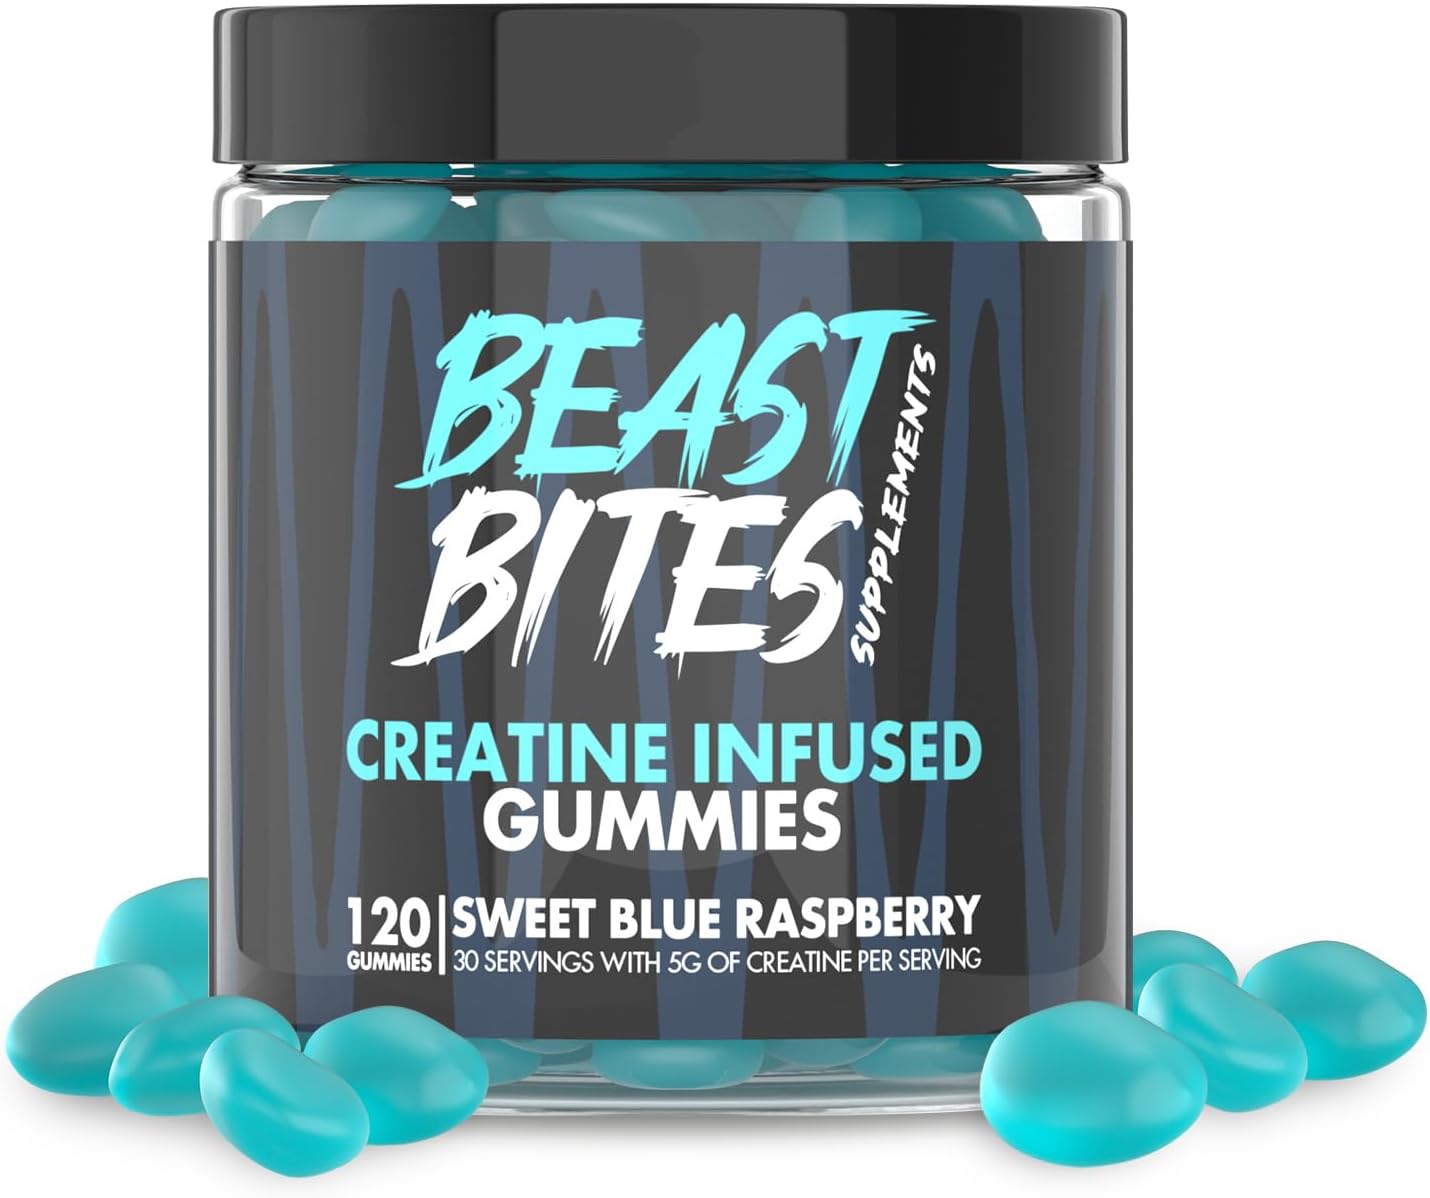 BEAST
BITES
SUPPLEMENTS
CREATINE INFUSED
GUMMIES
120
GUMMIES
SWEET BLUE RASPBERRY
30 SERVINGS WITH 5G OF CREATINE PER SERVING